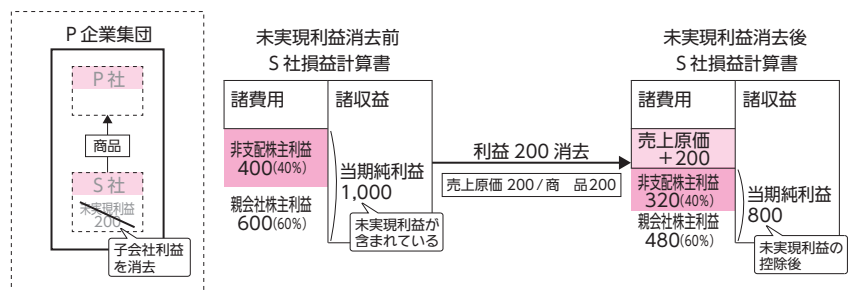 P企業集団
P社
商品
S社
未実現利益
200
子会社利益
を消去
未実現利益消去前
S社損益計算書
諸費用
諸収益
非支配株主利益
400(40%)
親会社株主利益
600(60%)
当期純利益
1,000
未実現利益が
含まれている
利益 200 消去
売上原価 200/商　品200
未実現利益消去後
S社損益計算書
諸費用
諸収益
売上原価
+200
非支配株主利益
320(40%)
親会社株主利益
480(60%)
当期純利益
800
未実現利益の
控除後